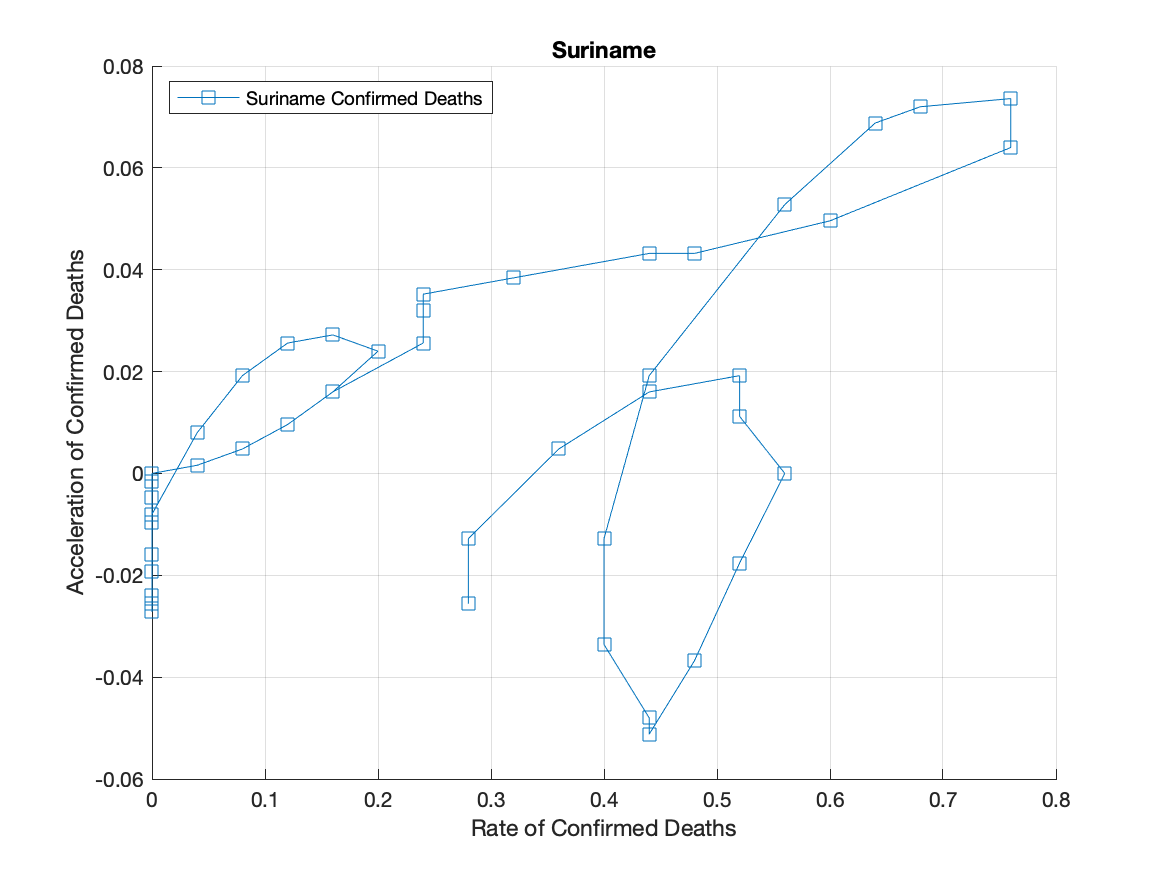 Suriname
Suriname Confirmed Deaths
0.08
0.06
0.04
0.02
0
-0.02
-0.04
-0.06
Acceleration of Confirmed Deaths
0 0.1 0.2 0.3 0.4 0.5 0.6 0.7 0.8
Rate of Confirmed Deaths